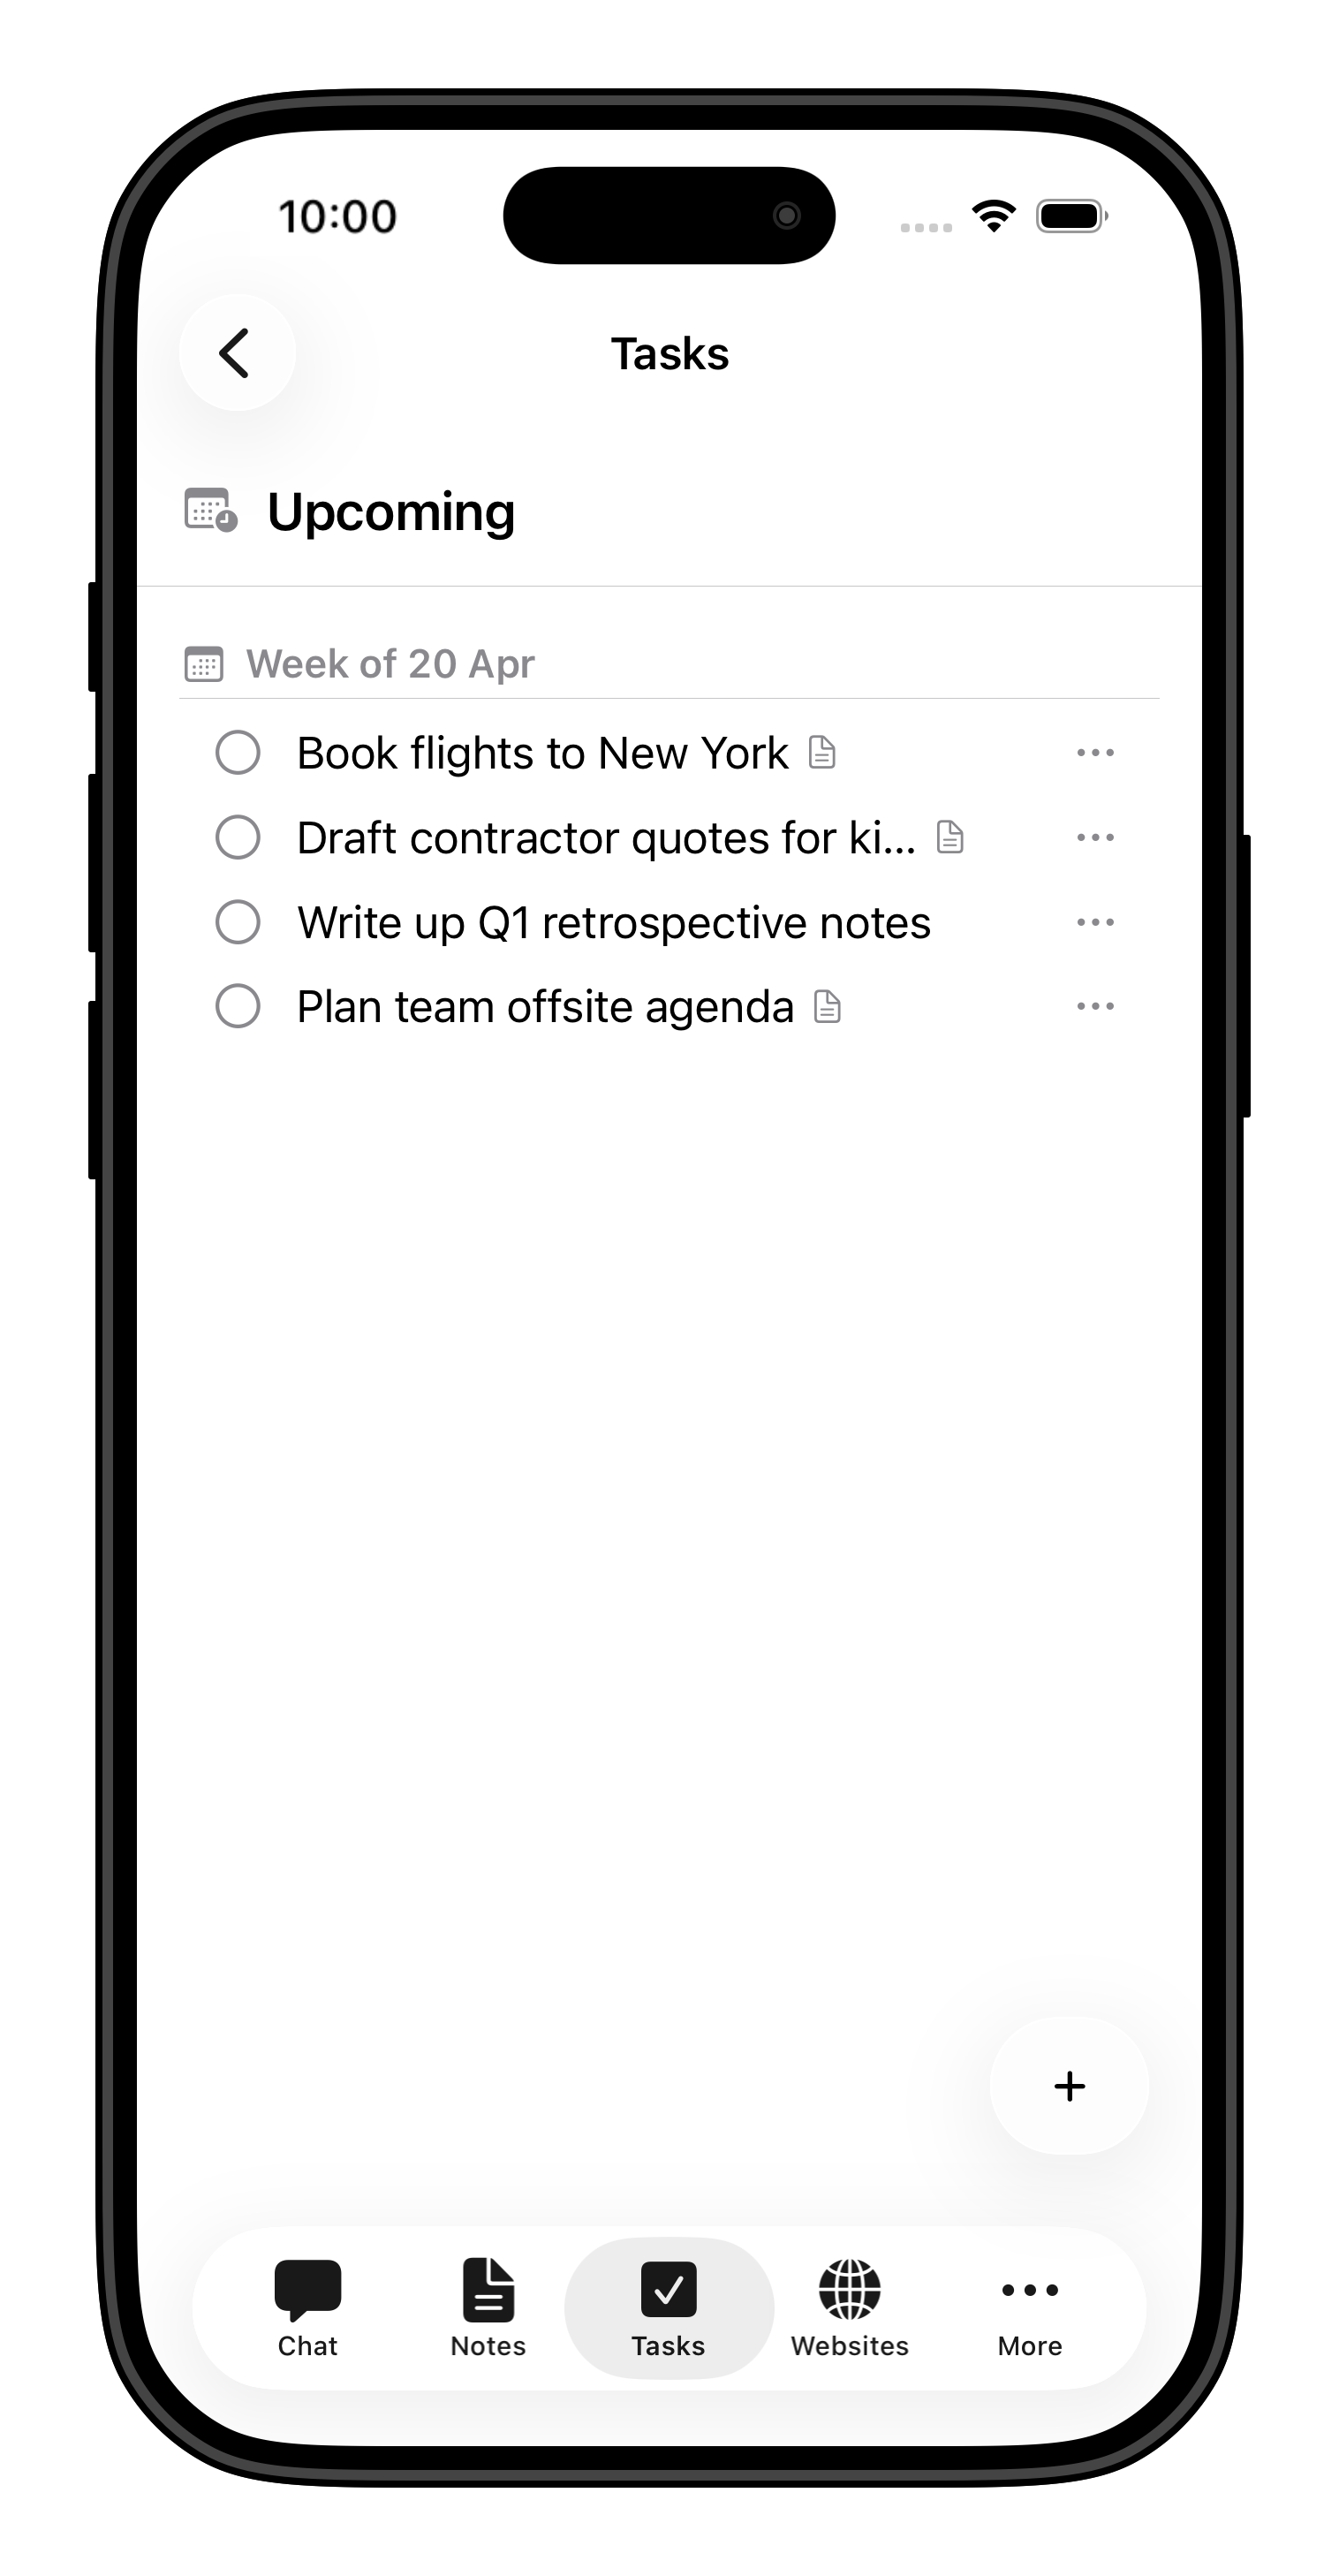 10:00
Tasks
Upcoming
Week of 20 Apr
Book flights to New York
Draft contractor quotes for ki...
Write up Q1 retrospective notes
Plan team offsite agenda
Chat
Notes
Tasks
Websites
More